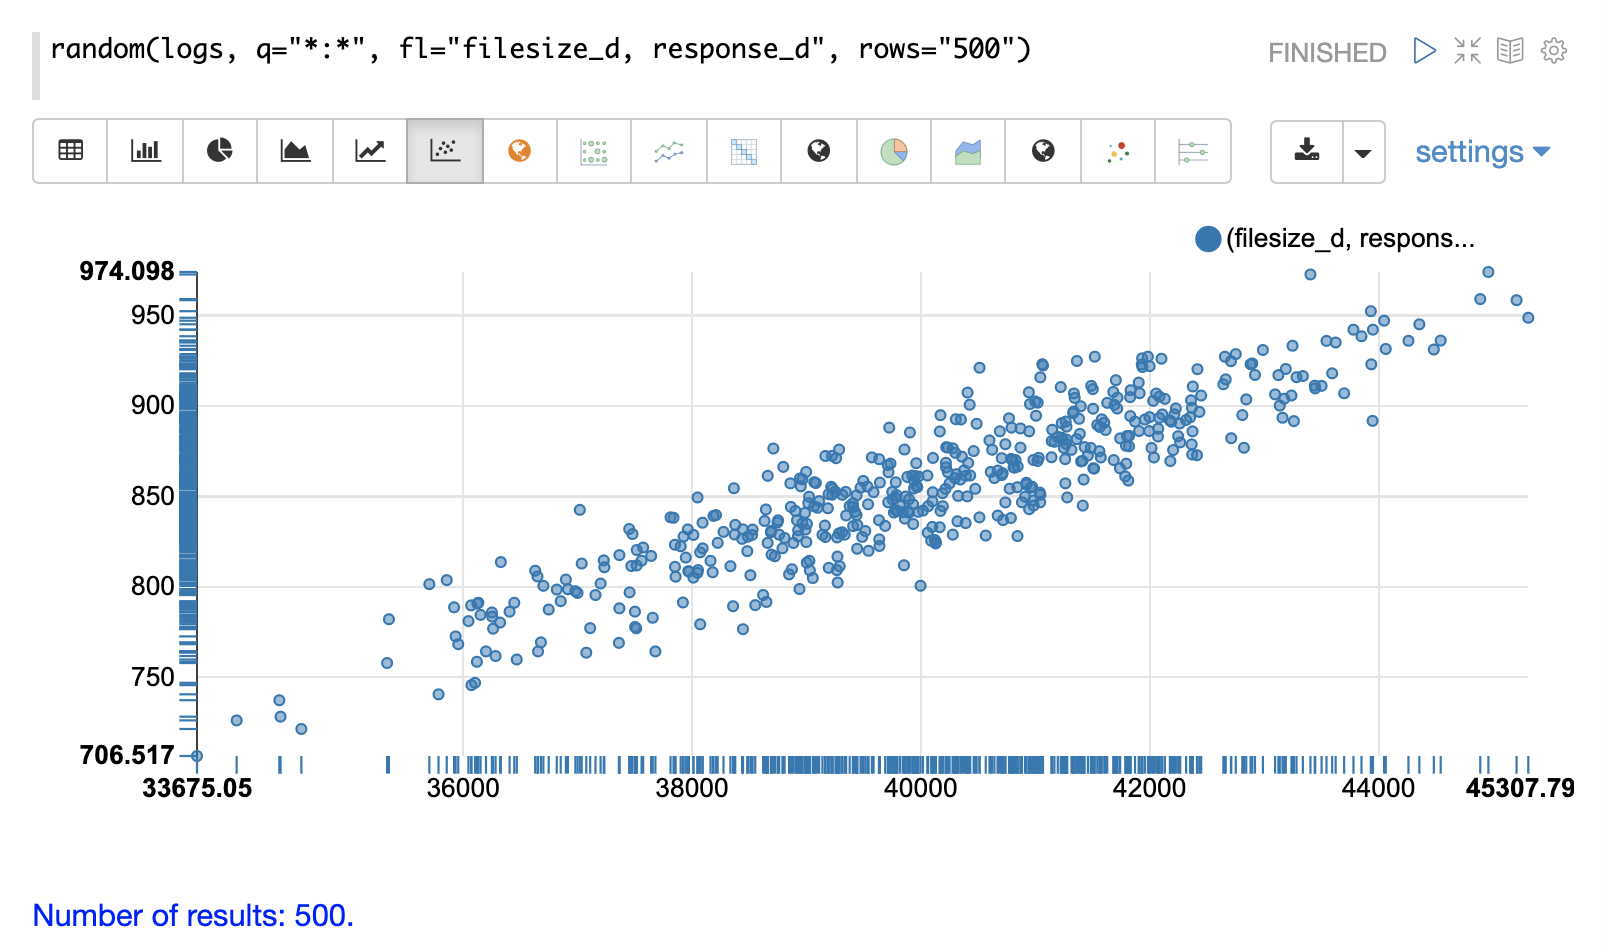 random(logs, q="*:*", fl="filesize_d, response_d", rows="500")
FINISHED
settings
(filesize_d, respons...
974.098
950
900
850
800
750
706.517
33675.05 36000 38000 40000 42000 44000 45307.79
Number of results: 500.